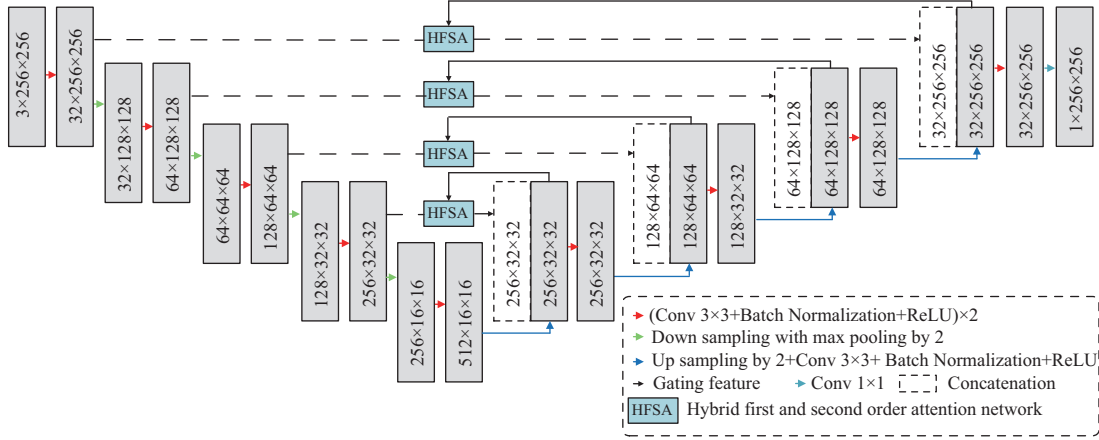 3×256×256
32×256×256
32×128×128
64×128×128
64×64×64
128×64×64
128×32×32
256×32×32
256×16×16
512×16×16
HFSA
HFSA
HFSA
HFSA
256×32×32
256×32×32
256×32×32
128×64×64
128×64×64
128×32×32
64×128×128
64×128×128
64×128×128
32×256×256
32×256×256
32×256×256
1×256×256
(Conv 3×3+Batch Normalization+ReLU)×2
Down sampling with max pooling by 2
Up sampling by 2+Conv 3×3+ Batch Normalization+ReLU
Gating feature Conv 1×1 Concatenation
HFSA Hybrid first and second order attention network